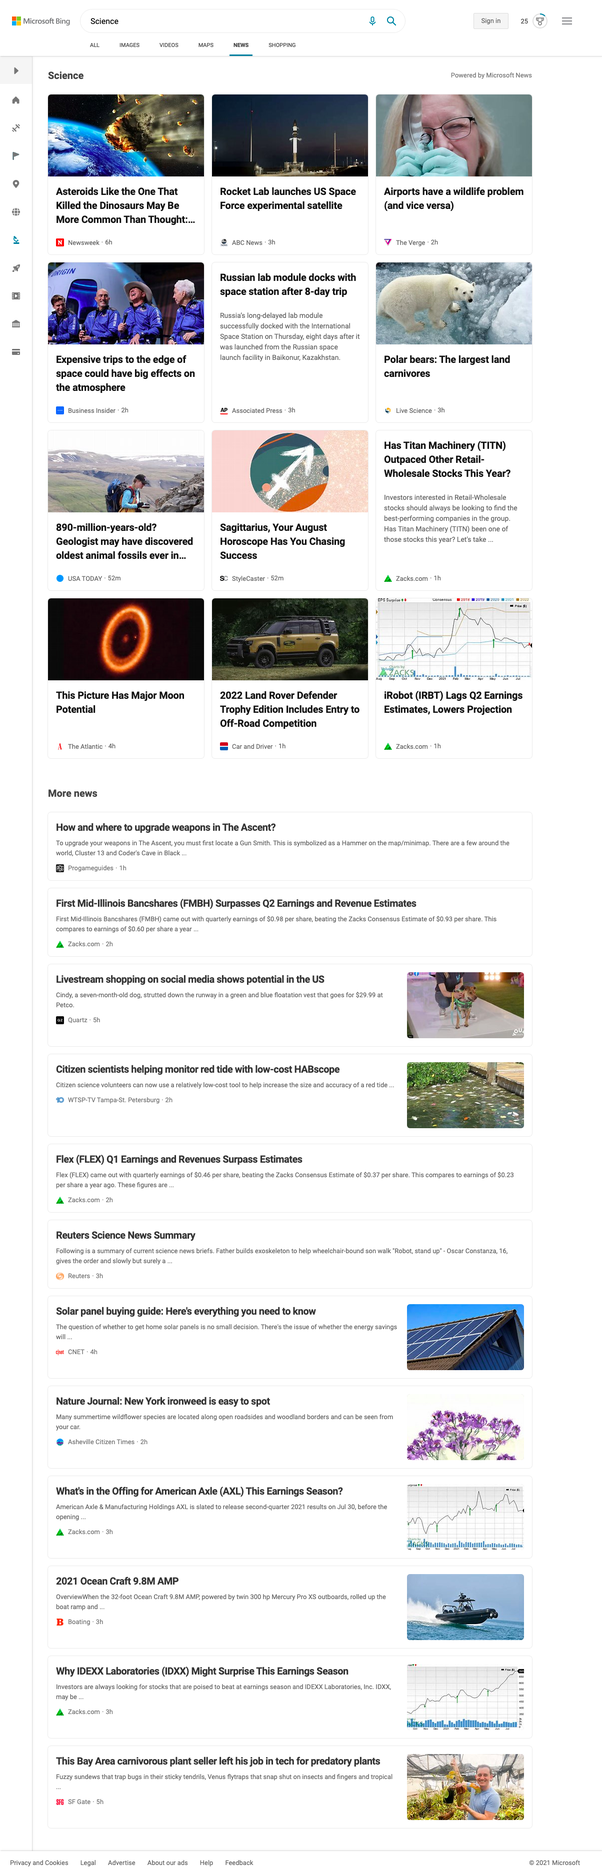 Microsoft Bing
Science
Sign in
25
ALL IMAGES VIDEOS MAPS NEWS SHOPPING
Science
Powered by Microsoft News
Asteroids Like the One That
Killed the Dinosaurs May Be
More Common Than Thought:...
Newsweek · 6h
Rocket Lab launches US Space
Force experimental satellite
ABC News · 3h
Airports have a wildlife problem
(and vice versa)
The Verge · 2h
ORIGIN
Expensive trips to the edge of
space could have big effects on
the atmosphere
Business Insider · 2h
Russian lab module docks with
space station after 8-day trip
Russia's long-delayed lab module
successfully docked with the International
Space Station on Thursday, eight days after it
was launched from the Russian space
launch facility in Baikonur, Kazakhstan.
AP Associated Press · 3h
Polar bears: The largest land
carnivores
Live Science · 3h
890-million-years-old?
Geologist may have discovered
oldest animal fossils ever in...
USA TODAY · 52m
Sagittarius, Your August
Horoscope Has You Chasing
Success
SC StyleCaster · 52m
Has Titan Machinery (TITN)
Outpaced Other Retail-
Wholesale Stocks This Year?
Investors interested in Retail-Wholesale
stocks should always be looking to find the
best-performing companies in the group.
Has Titan Machinery (TITN) been one of
those stocks this year? Let's take ...
Zacks.com · 1h
This Picture Has Major Moon
Potential
The Atlantic · 4h
2022 Land Rover Defender
Trophy Edition Includes Entry to
Off-Road Competition
Car and Driver · 1h
EPS Surprise Consensus
ZACKS
iRobot (IRBT) Lags Q2 Earnings
Estimates, Lowers Projection
Zacks.com · 1h
More news
How and where to upgrade weapons in The Ascent?
To upgrade your weapons in The Ascent, you must first locate a Gun Smith. This is symbolized as a Hammer on the map/minimap. There are a few around the
world, Cluster 13 and Coder's Cave in Black ...
Progameguides · 1h
First Mid-Illinois Bancshares (FMBH) Surpasses Q2 Earnings and Revenue Estimates
First Mid-Illinois Bancshares (FMBH) came out with quarterly earnings of $0.98 per share, beating the Zacks Consensus Estimate of $0.93 per share. This
compares to earnings of $0.60 per share a year ...
Zacks.com · 2h
Livestream shopping on social media shows potential in the US
Cindy, a seven-month-old dog, strutted down the runway in a green and blue floatation vest that goes for $29.99 at
Petco.
Quartz · 5h
Citizen scientists helping monitor red tide with low-cost HABscope
Citizen science volunteers can now use a relatively low-cost tool to help increase the size and accuracy of a red tide ...
WTSP-TV Tampa-St. Petersburg · 2h
Flex (FLEX) Q1 Earnings and Revenues Surpass Estimates
Flex (FLEX) came out with quarterly earnings of $0.46 per share, beating the Zacks Consensus Estimate of $0.37 per share. This compares to earnings of $0.23
per share a year ago. These figures are ...
Zacks.com · 2h
Reuters Science News Summary
Following is a summary of current science news briefs. Father builds exoskeleton to help wheelchair-bound son walk "Robot, stand up" - Oscar Constanza, 16,
gives the order and slowly but surely a ...
Reuters · 3h
Solar panel buying guide: Here's everything you need to know
The question of whether to get home solar panels is no small decision. There's the issue of whether the energy savings
will ...
CNET · 4h
Nature Journal: New York ironweed is easy to spot
Many summertime wildflower species are located along open roadsides and woodland borders and can be seen from
your car.
Asheville Citizen Times · 2h
What's in the Offing for American Axle (AXL) This Earnings Season?
American Axle & Manufacturing Holdings AXL is slated to release second-quarter 2021 results on Jul 30, before the
opening ...
Zacks.com · 3h
2021 Ocean Craft 9.8M AMP
OverviewWhen the 32-foot Ocean Craft 9.8M AMP, powered by twin 300 hp Mercury Pro XS outboards, rolled up the
boat ramp and ...
B Boating · 3h
Why IDEXX Laboratories (IDXX) Might Surprise This Earnings Season
Investors are always looking for stocks that are poised to beat at earnings season and IDEXX Laboratories, Inc. IDXX,
may be ...
Zacks.com · 3h
This Bay Area carnivorous plant seller left his job in tech for predatory plants
Fuzzy sundews that trap bugs in their sticky tendrils, Venus flytraps that snap shut on insects and fingers and tropical
...
SF Gate · 5h
Privacy and Cookies Legal Advertise About our ads Help Feedback
© 2021 Microsoft